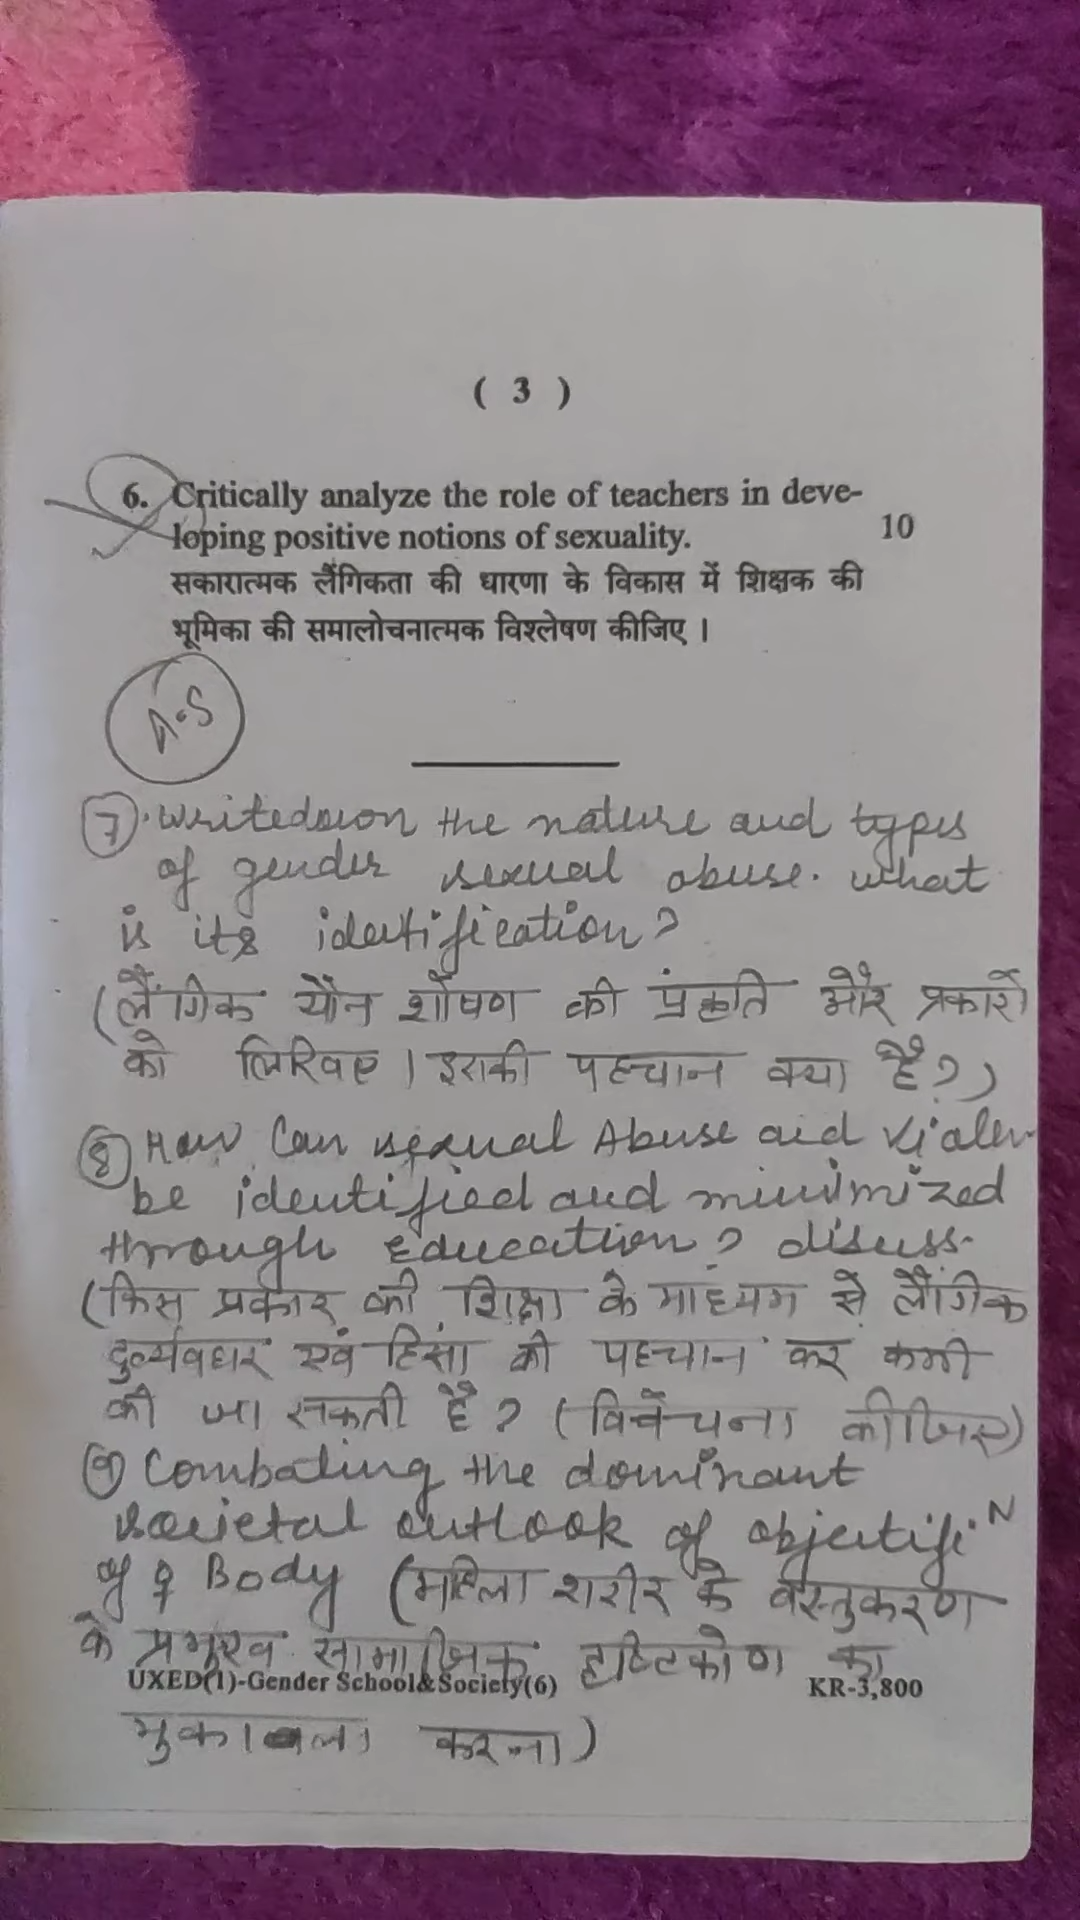 ( 3 )
6. Critically analyze the role of teachers in deve-
loping positive notions of sexuality. 10
सकारात्मक लैंगिकता की धारणा के विकास में शिक्षक की
भूमिका की समालोचनात्मक विश्लेषण कीजिए ।
A.S
7. writedown the nature and types
of gender sexual abuse. what
is its identification?
(लैंगिक यौन शोषण की प्रकृति और प्रकारों
को लिखिए । इसकी पहचान क्या है?)
8 How Can sexual Abuse and Violen
be identified and minimized
through Education? discuss.
(किस प्रकार की शिक्षा के माध्यम से लैंगिक
दुर्व्यवहार एवं हिंसा की पहचान कर कमी
की जा सकती है? (विवेचना कीजिए)
9 Combating the dominant
societal outlook of objectifi N
of ♀ Body (महिला शरीर के वस्तुकरण
के प्रमुख सामाजिक दृष्टिकोण का
UXED(1)-Gender School&Society(6) KR-3,800
मुकाबला करना)